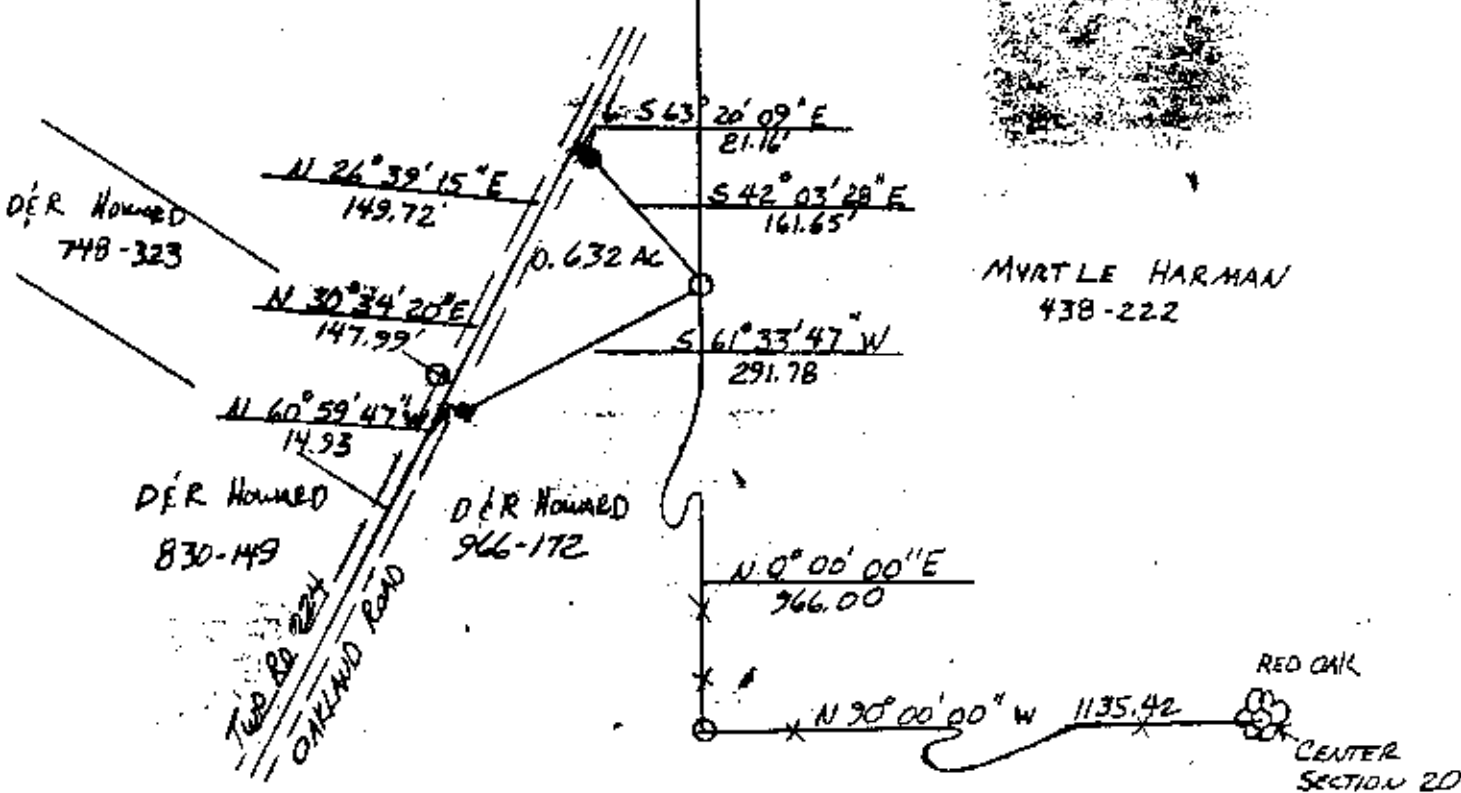 S 63° 20' 09" E
21.16'
N 26° 39' 15" E
149.72'
S 42° 03' 28" E
161.65'
D & R HOWARD
748-323
0.632 AC
MYRTLE HARMAN
438-222
N 30° 34' 20" E
147.99'
S 61° 33' 47" W
291.78
N 60° 59' 47" W
14.93
D & R HOWARD
830-149
D & R HOWARD
966-172
N 0° 00' 00" E
966.00
TWP RD 224
OAKLAND ROAD
RED OAK
N 90° 00' 00" W 1135.42
CENTER
SECTION 20